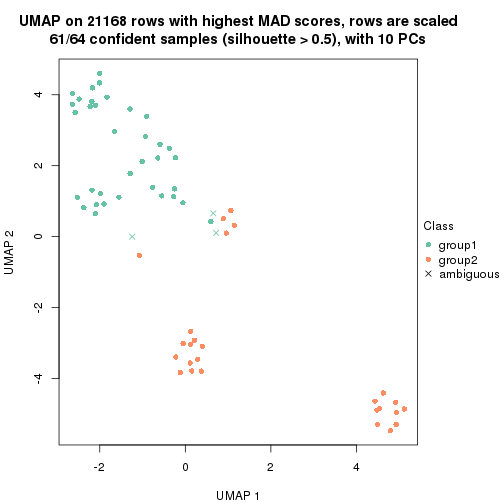 UMAP on 21168 rows with highest MAD scores, rows are scaled
61/64 confident samples (silhouette > 0.5), with 10 PCs
4
2
0
-2
-4
UMAP 2
-2
0
2
4
UMAP 1
Class
group1
group2
ambiguous